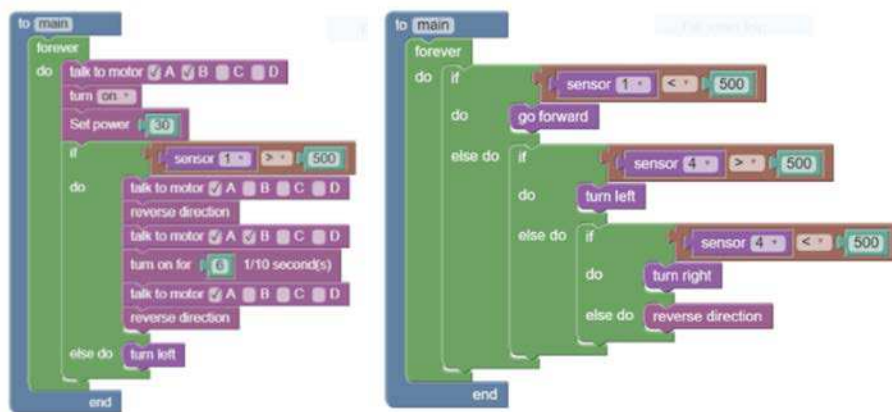 to main
forever
do talk to motor A B C D
turn on
Set power 30
if sensor 1 > 500
do talk to motor A B C D
reverse direction
talk to motor A B C D
turn on for 6 1/10 second(s)
talk to motor A B C D
reverse direction
else do turn left
end
to main
forever
do if sensor 1 < 500
do go forward
else do if sensor 4 > 500
do turn left
else do if sensor 4 < 500
do turn right
else do reverse direction
end